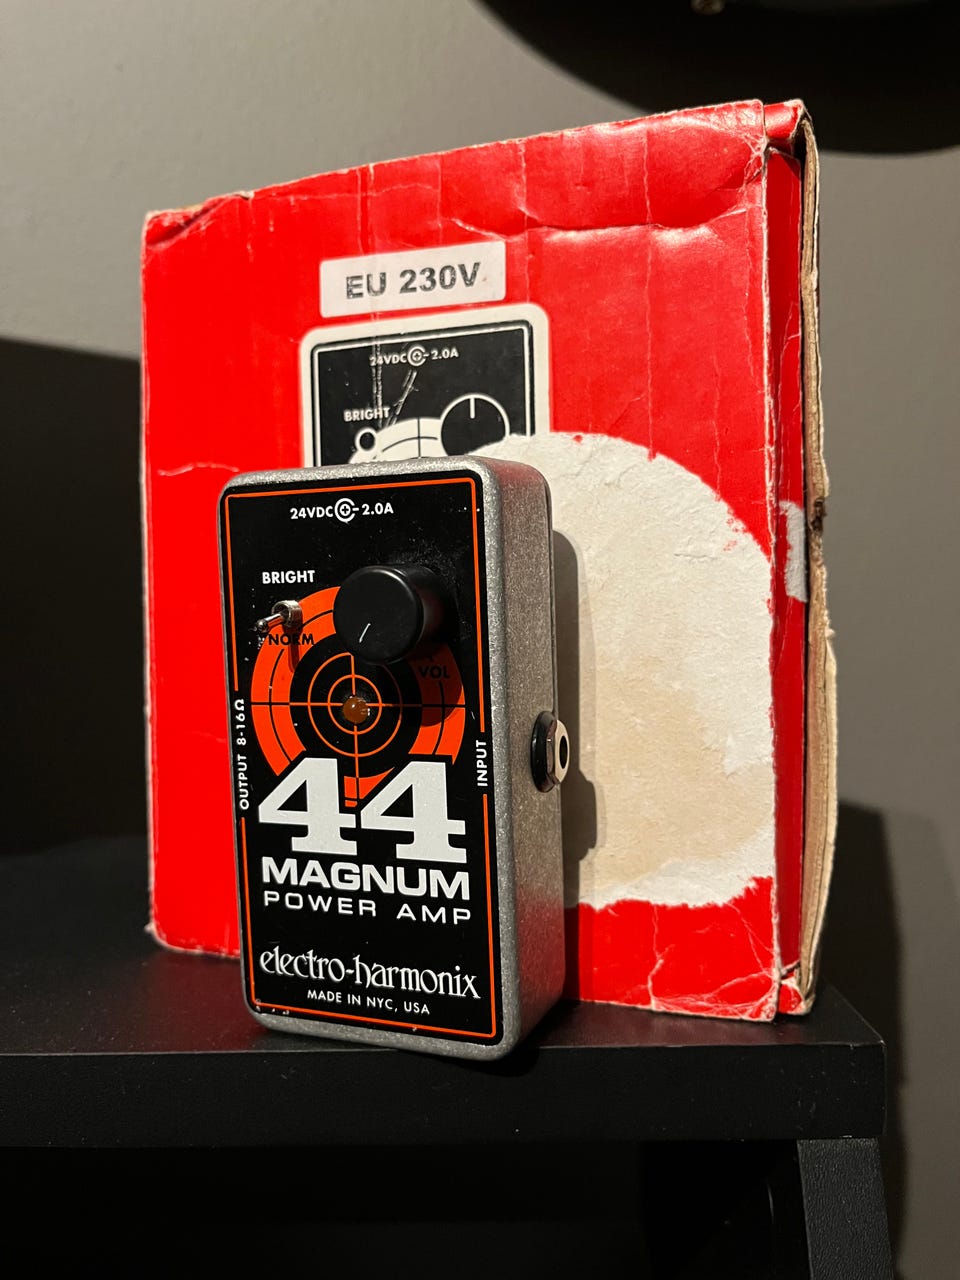 EU 230V
24VDC 2.0A
BRIGHT
24VDC 2.0A
BRIGHT
NORM
VOL
OUTPUT 8-16Ω
INPUT
44
MAGNUM
POWER AMP
electro-harmonix
MADE IN NYC, USA